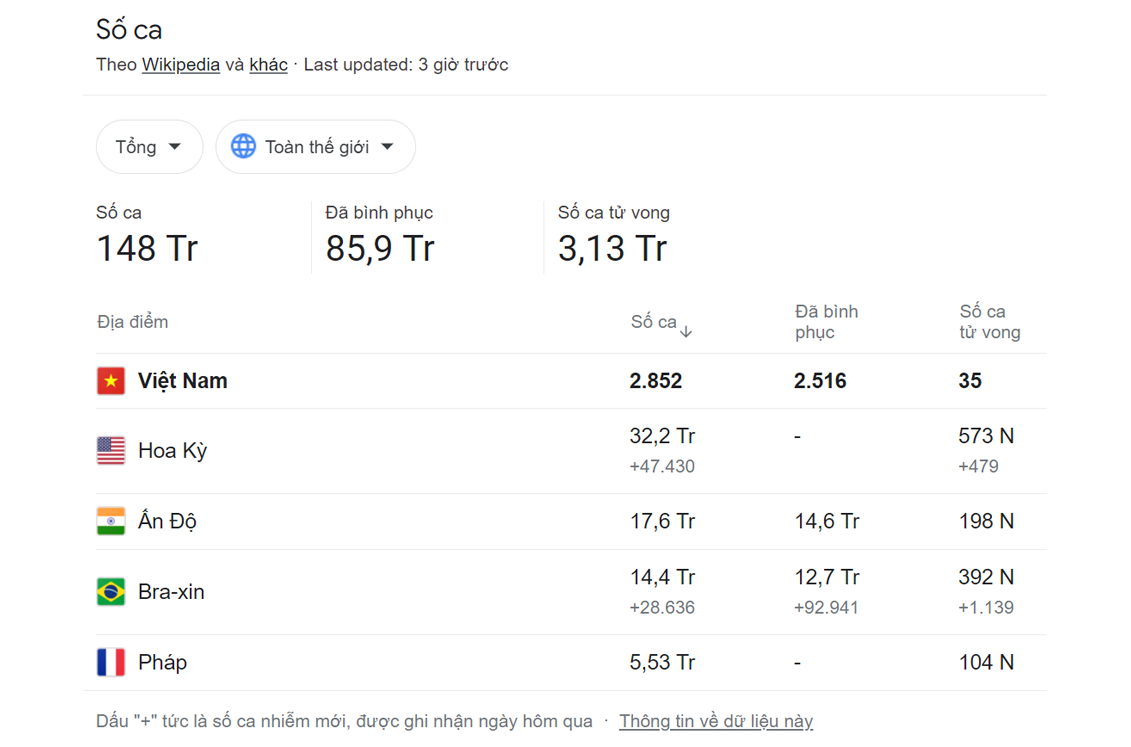 Số ca
Theo Wikipedia và khác · Last updated: 3 giờ trước
Tổng Toàn thế giới
Số ca Đã bình phục Số ca tử vong
148 Tr 85,9 Tr 3,13 Tr
Địa điểm Số ca Đã bình phục Số ca tử vong
Việt Nam 2.852 2.516 35
Hoa Kỳ 32,2 Tr - 573 N
+47.430 +479
Ấn Độ 17,6 Tr 14,6 Tr 198 N
Bra-xin 14,4 Tr 12,7 Tr 392 N
+28.636 +92.941 +1.139
Pháp 5,53 Tr - 104 N
Dấu "+" tức là số ca nhiễm mới, được ghi nhận ngày hôm qua · Thông tin về dữ liệu này